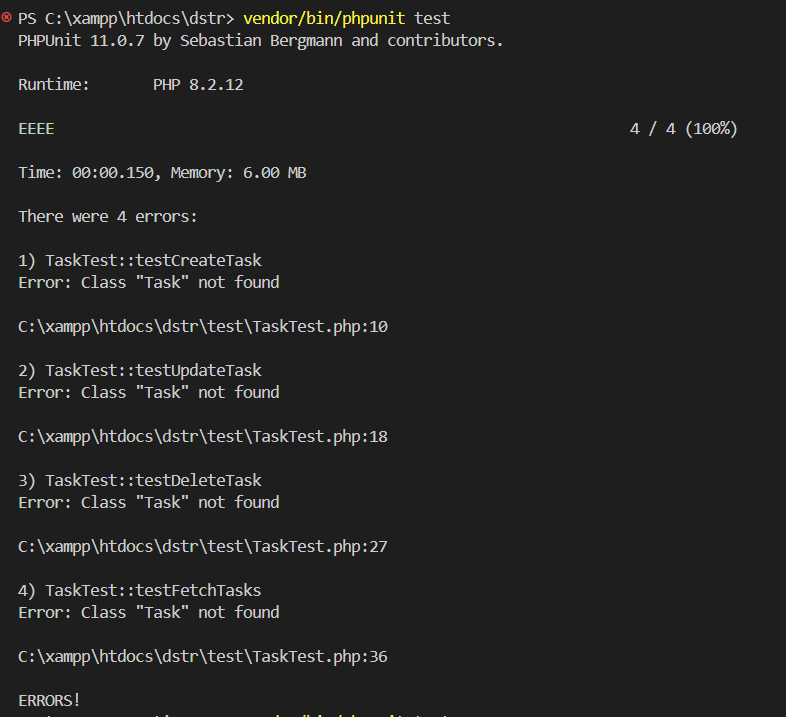 PS C:\xampp\htdocs\dstr> vendor/bin/phpunit test
PHPUnit 11.0.7 by Sebastian Bergmann and contributors.
Runtime:       PHP 8.2.12
EEEE                                                                4 / 4 (100%)
Time: 00:00.150, Memory: 6.00 MB
There were 4 errors:
1) TaskTest::testCreateTask
Error: Class "Task" not found
C:\xampp\htdocs\dstr\test\TaskTest.php:10
2) TaskTest::testUpdateTask
Error: Class "Task" not found
C:\xampp\htdocs\dstr\test\TaskTest.php:18
3) TaskTest::testDeleteTask
Error: Class "Task" not found
C:\xampp\htdocs\dstr\test\TaskTest.php:27
4) TaskTest::testFetchTasks
Error: Class "Task" not found
C:\xampp\htdocs\dstr\test\TaskTest.php:36
ERRORS!